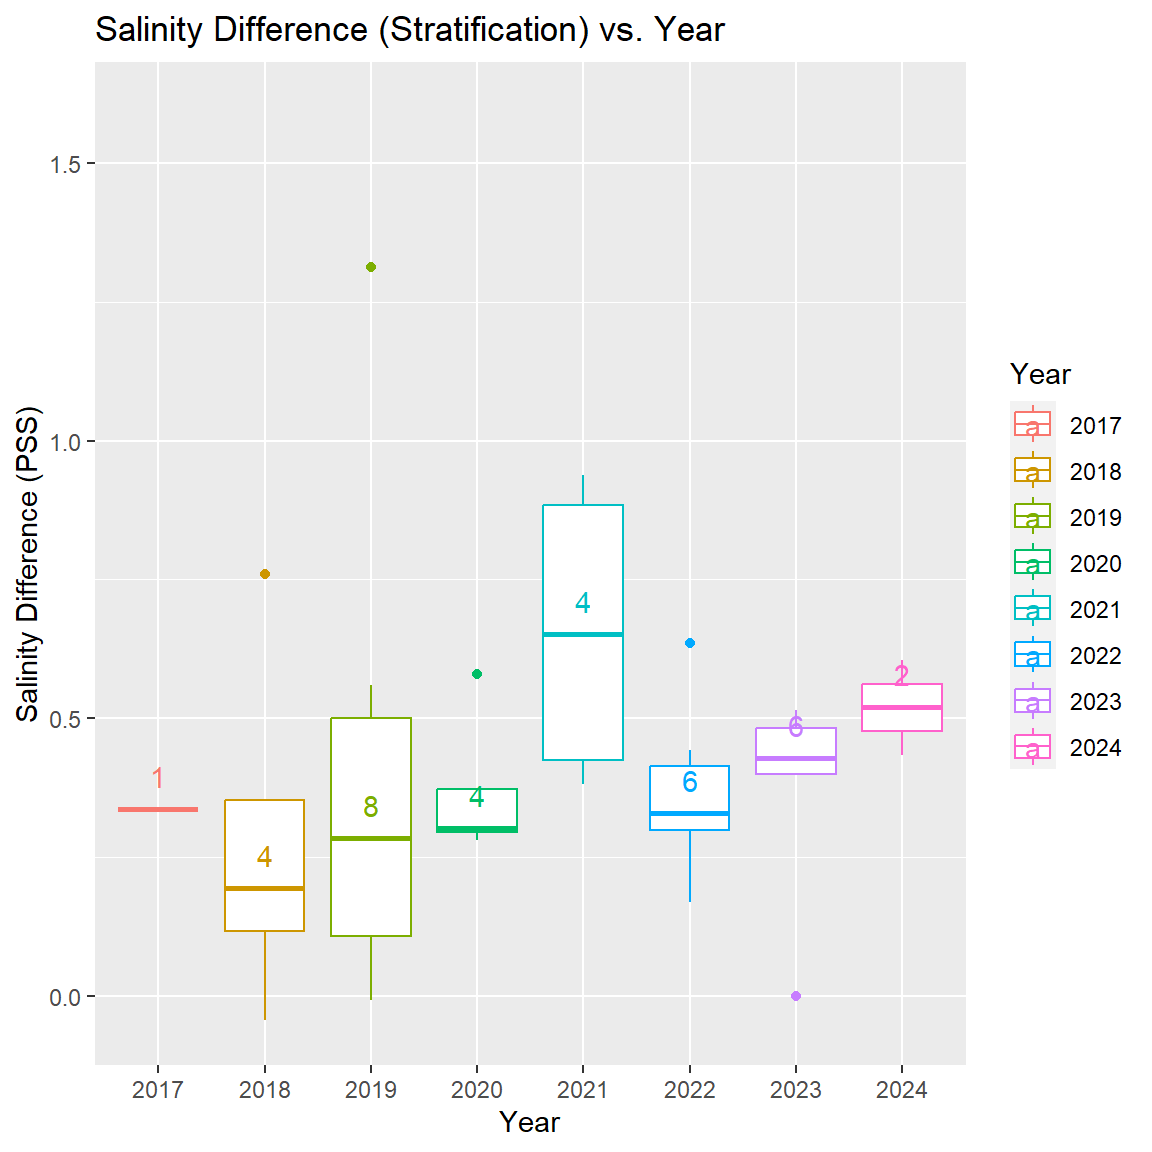 Salinity Difference (Stratification) vs. Year
Salinity Difference (PSS)
1.5
1.0
0.5
0.0
1
4
8
4
4
6
6
2
2017 2018 2019 2020 2021 2022 2023 2024
Year
Year
a 2017
a 2018
a 2019
a 2020
a 2021
a 2022
a 2023
a 2024